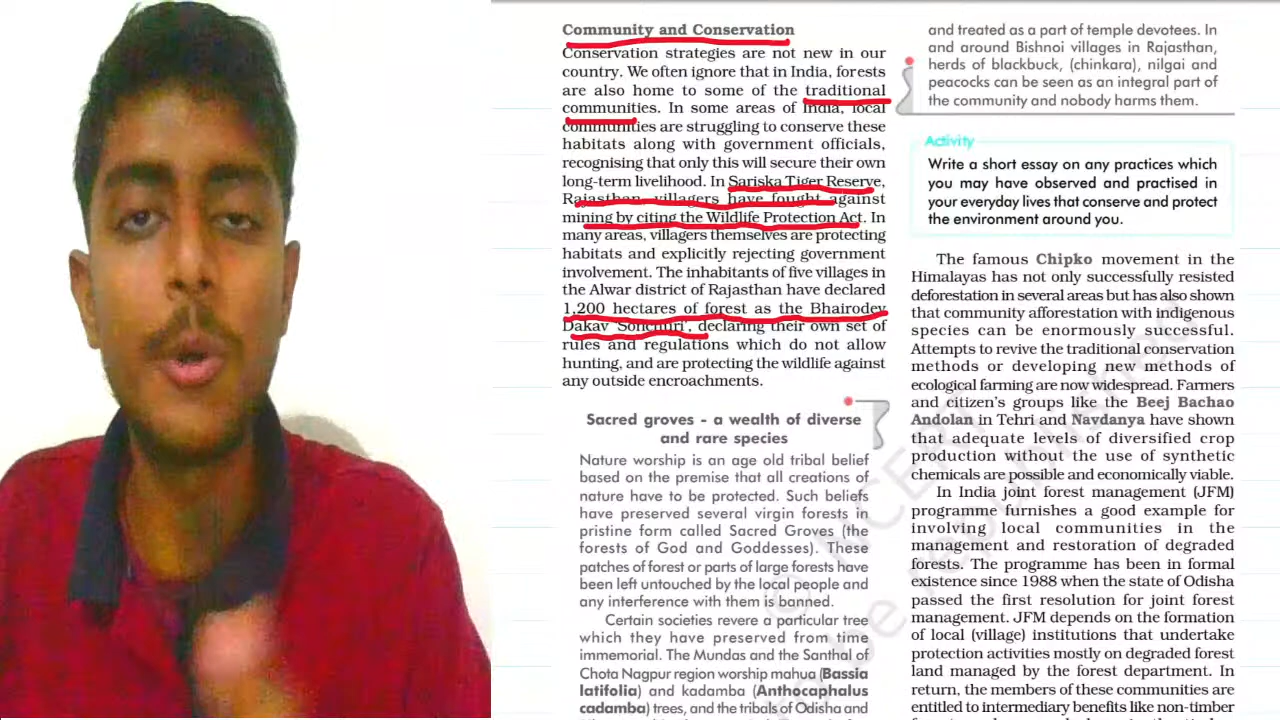 Community and Conservation
Conservation strategies are not new in our
country. We often ignore that in India, forests
are also home to some of the traditional
communities. In some areas of India, local
communities are struggling to conserve these
habitats along with government officials,
recognising that only this will secure their own
long-term livelihood. In Sariska Tiger Reserve,
Rajasthan, villagers have fought against
mining by citing the Wildlife Protection Act. In
many areas, villagers themselves are protecting
habitats and explicitly rejecting government
involvement. The inhabitants of five villages in
the Alwar district of Rajasthan have declared
1,200 hectares of forest as the Bhairodev
Dakav ‘Sonchuri’, declaring their own set of
rules and regulations which do not allow
hunting, and are protecting the wildlife against
any outside encroachments.
Sacred groves - a wealth of diverse
and rare species
Nature worship is an age old tribal belief
based on the premise that all creations of
nature have to be protected. Such beliefs
have preserved several virgin forests in
pristine form called Sacred Groves (the
forests of God and Goddesses). These
patches of forest or parts of large forests have
been left untouched by the local people and
any interference with them is banned.
Certain societies revere a particular tree
which they have preserved from time
immemorial. The Mundas and the Santhal of
Chota Nagpur region worship mahua (Bassia
latifolia) and kadamba (Anthocaphalus
cadamba) trees, and the tribals of Odisha and
and treated as a part of temple devotees. In
and around Bishnoi villages in Rajasthan,
herds of blackbuck, (chinkara), nilgai and
peacocks can be seen as an integral part of
the community and nobody harms them.
Activity
Write a short essay on any practices which
you may have observed and practised in
your everyday lives that conserve and protect
the environment around you.
The famous Chipko movement in the
Himalayas has not only successfully resisted
deforestation in several areas but has also shown
that community afforestation with indigenous
species can be enormously successful.
Attempts to revive the traditional conservation
methods or developing new methods of
ecological farming are now widespread. Farmers
and citizen’s groups like the Beej Bachao
Andolan in Tehri and Navdanya have shown
that adequate levels of diversified crop
production without the use of synthetic
chemicals are possible and economically viable.
In India joint forest management (JFM)
programme furnishes a good example for
involving local communities in the
management and restoration of degraded
forests. The programme has been in formal
existence since 1988 when the state of Odisha
passed the first resolution for joint forest
management. JFM depends on the formation
of local (village) institutions that undertake
protection activities mostly on degraded forest
land managed by the forest department. In
return, the members of these communities are
entitled to intermediary benefits like non-timber
© NCERT